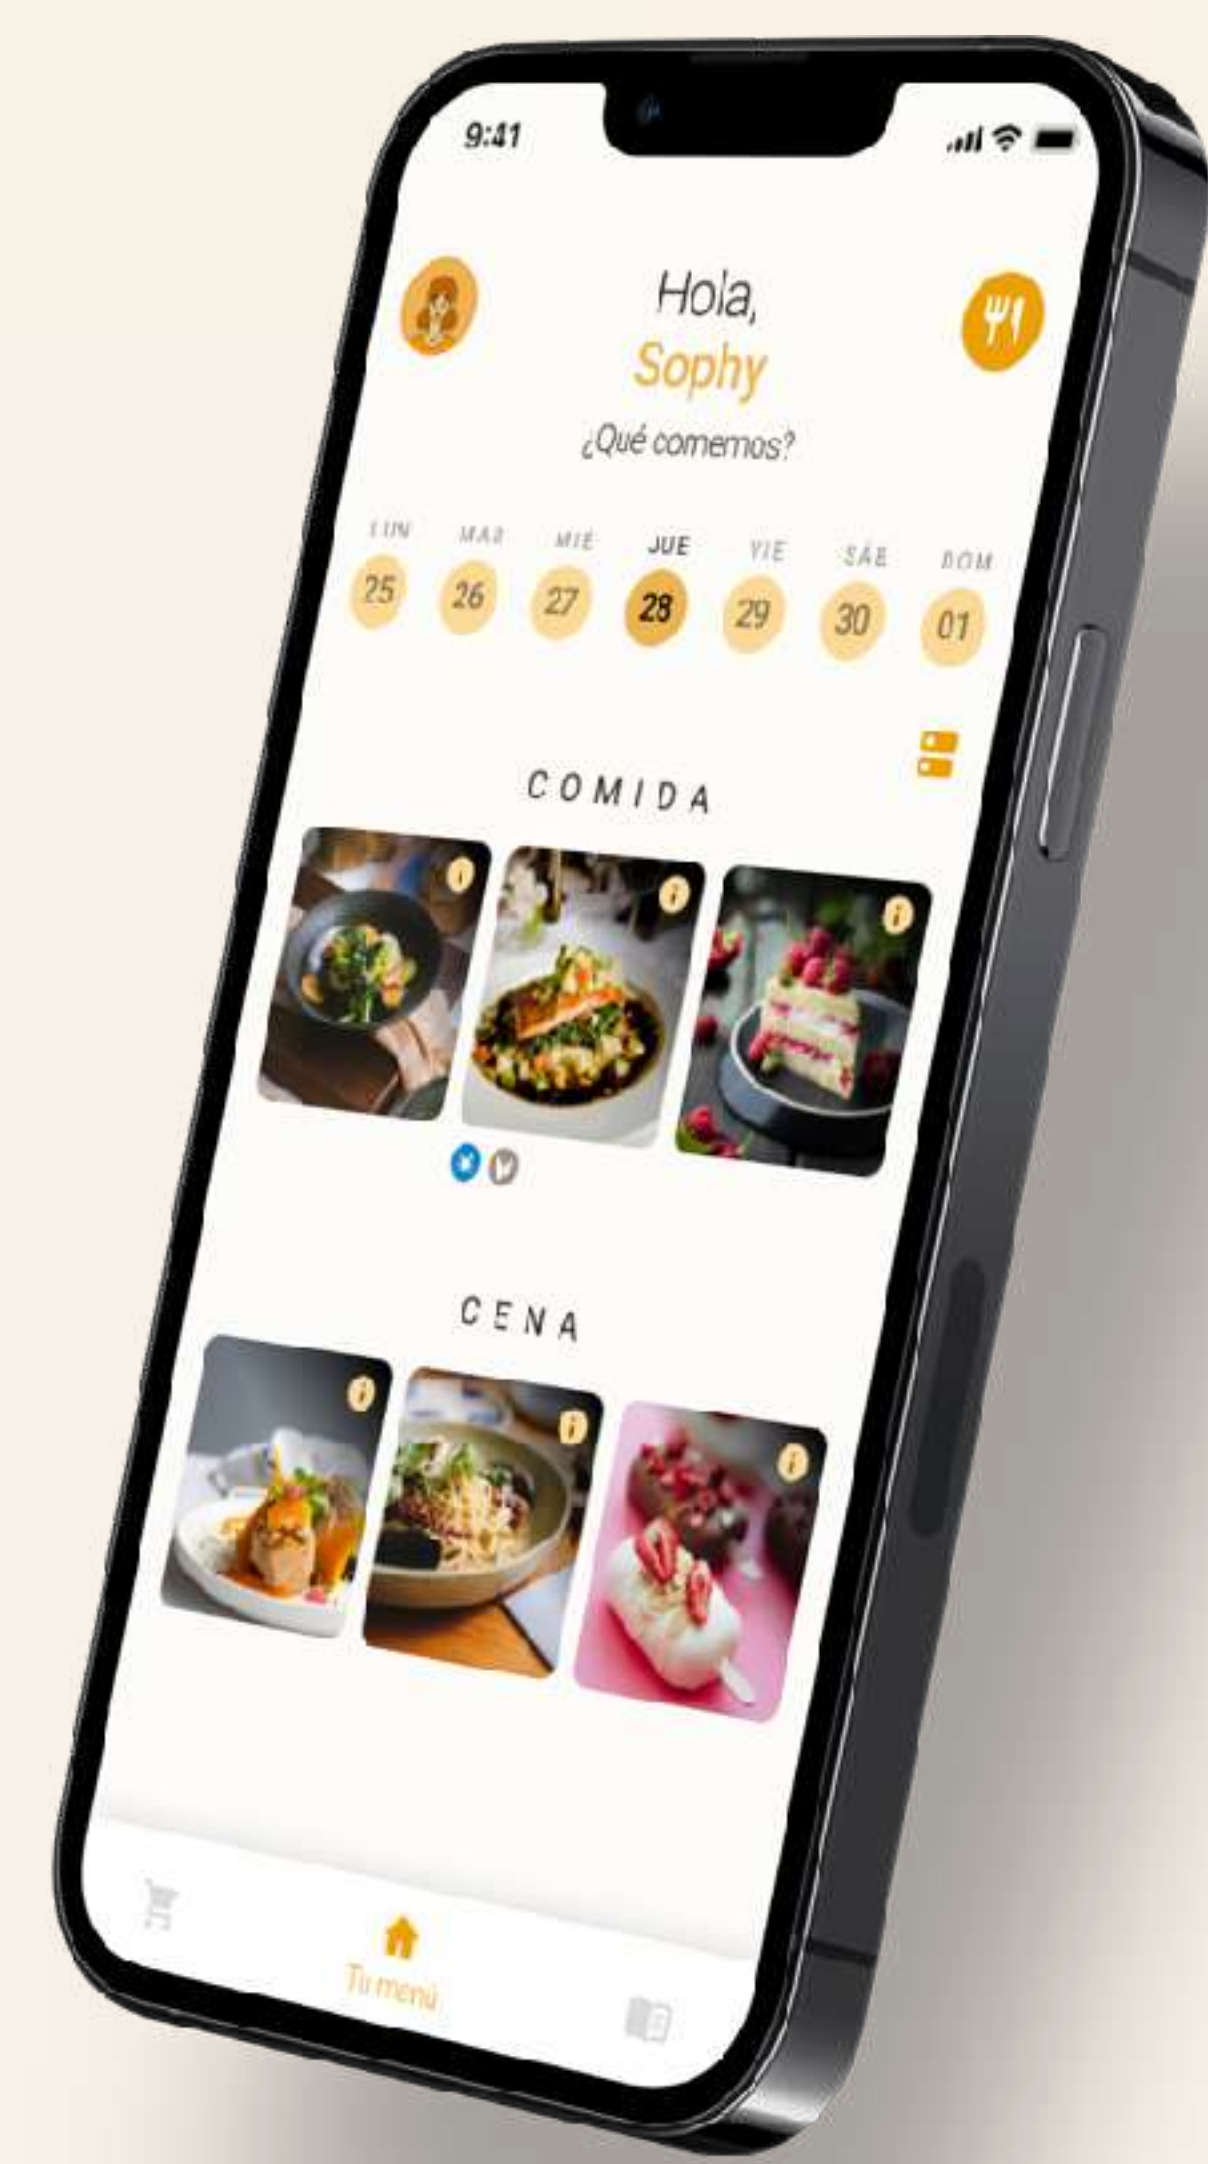 9:41
Hola,
Sophy
¿Qué comemos?
LUN MAR MIÉ JUE VIE SÁB DOM
25 26 27 28 29 30 01
COMIDA
CENA
Tu menú